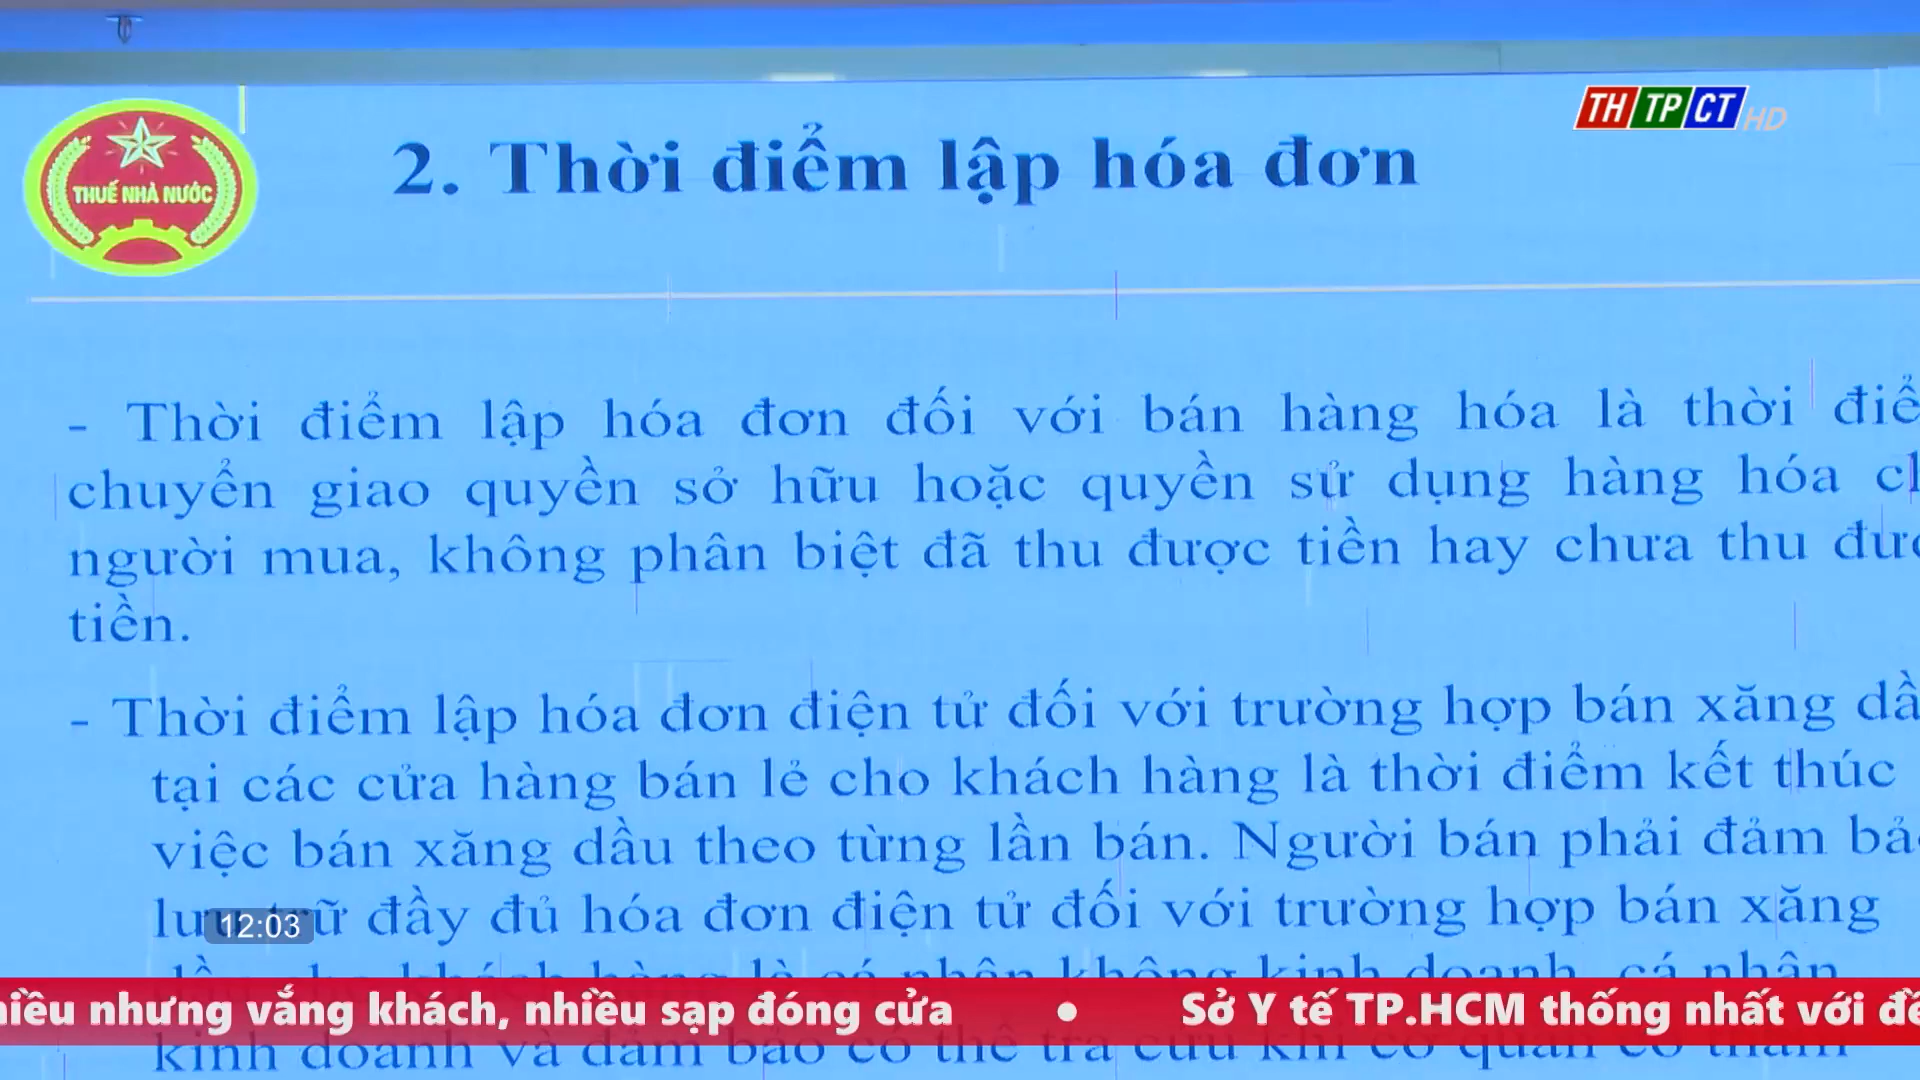 TH TP CT HD
THUẾ NHÀ NƯỚC
2. Thời điểm lập hóa đơn
- Thời điểm lập hóa đơn đối với bán hàng hóa là thời
chuyển giao quyền sở hữu hoặc quyền sử dụng hàng hóa
người mua, không phân biệt đã thu được tiền hay chưa thu
tiền.
- Thời điểm lập hóa đơn điện tử đối với trường hợp bán xăng
tại các cửa hàng bán lẻ cho khách hàng là thời điểm kết thúc
việc bán xăng dầu theo từng lần bán. Người bán phải đảm
lưu trữ đầy đủ hóa đơn điện tử đối với trường hợp bán xăng
12:03
nhưng vắng khách, nhiều sạp đóng cửa • Sở Y tế TP.HCM thống nhất với
kinh doanh và đảm bảo có thể tra cứu khi cơ quan có thẩm